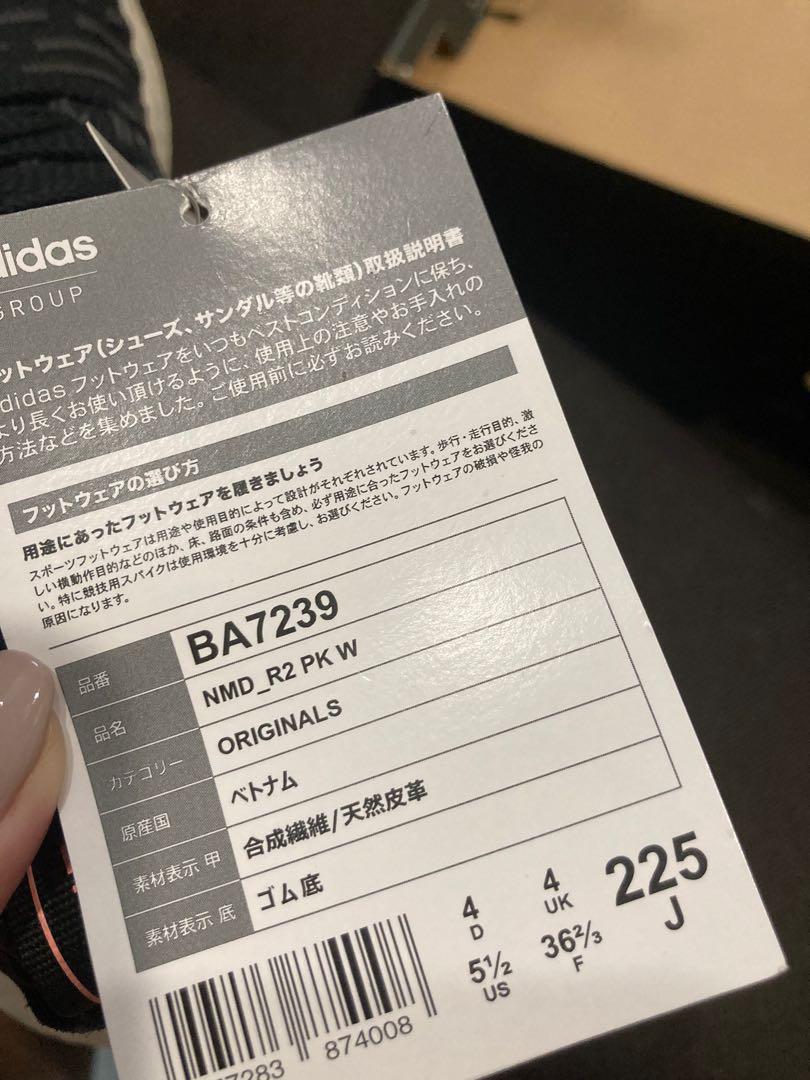 adidas
GROUP
ットウェア(シューズ、サンダル等の靴類)取扱説明書
adidas フットウェアをいつもベストコンディションに保ち、
より長くお使い頂けるように、使用上の注意やお手入れの
方法などを集めました。ご使用前に必ずお読みください。
フットウェアの選び方
用途にあったフットウェアを履きましょう
スポーツフットウェアは用途や使用目的によって設計がそれぞれされています。歩行・走行目的、激
しい横動作目的などのほか、床、路面の条件も含め、必ず用途に合ったフットウェアをお選びくださ
い。特に競技用スパイクは使用環境を十分に考慮し、お選びください。フットウェアの破損や怪我の
原因になります。
品番 BA7239
品名 NMD_R2 PK W
カテゴリー ORIGINALS
原産国 ベトナム
素材表示 甲 合成繊維/天然皮革
素材表示 底 ゴム底
4 4 225
D UK J
5½ 36⅔
US F
7283 874008